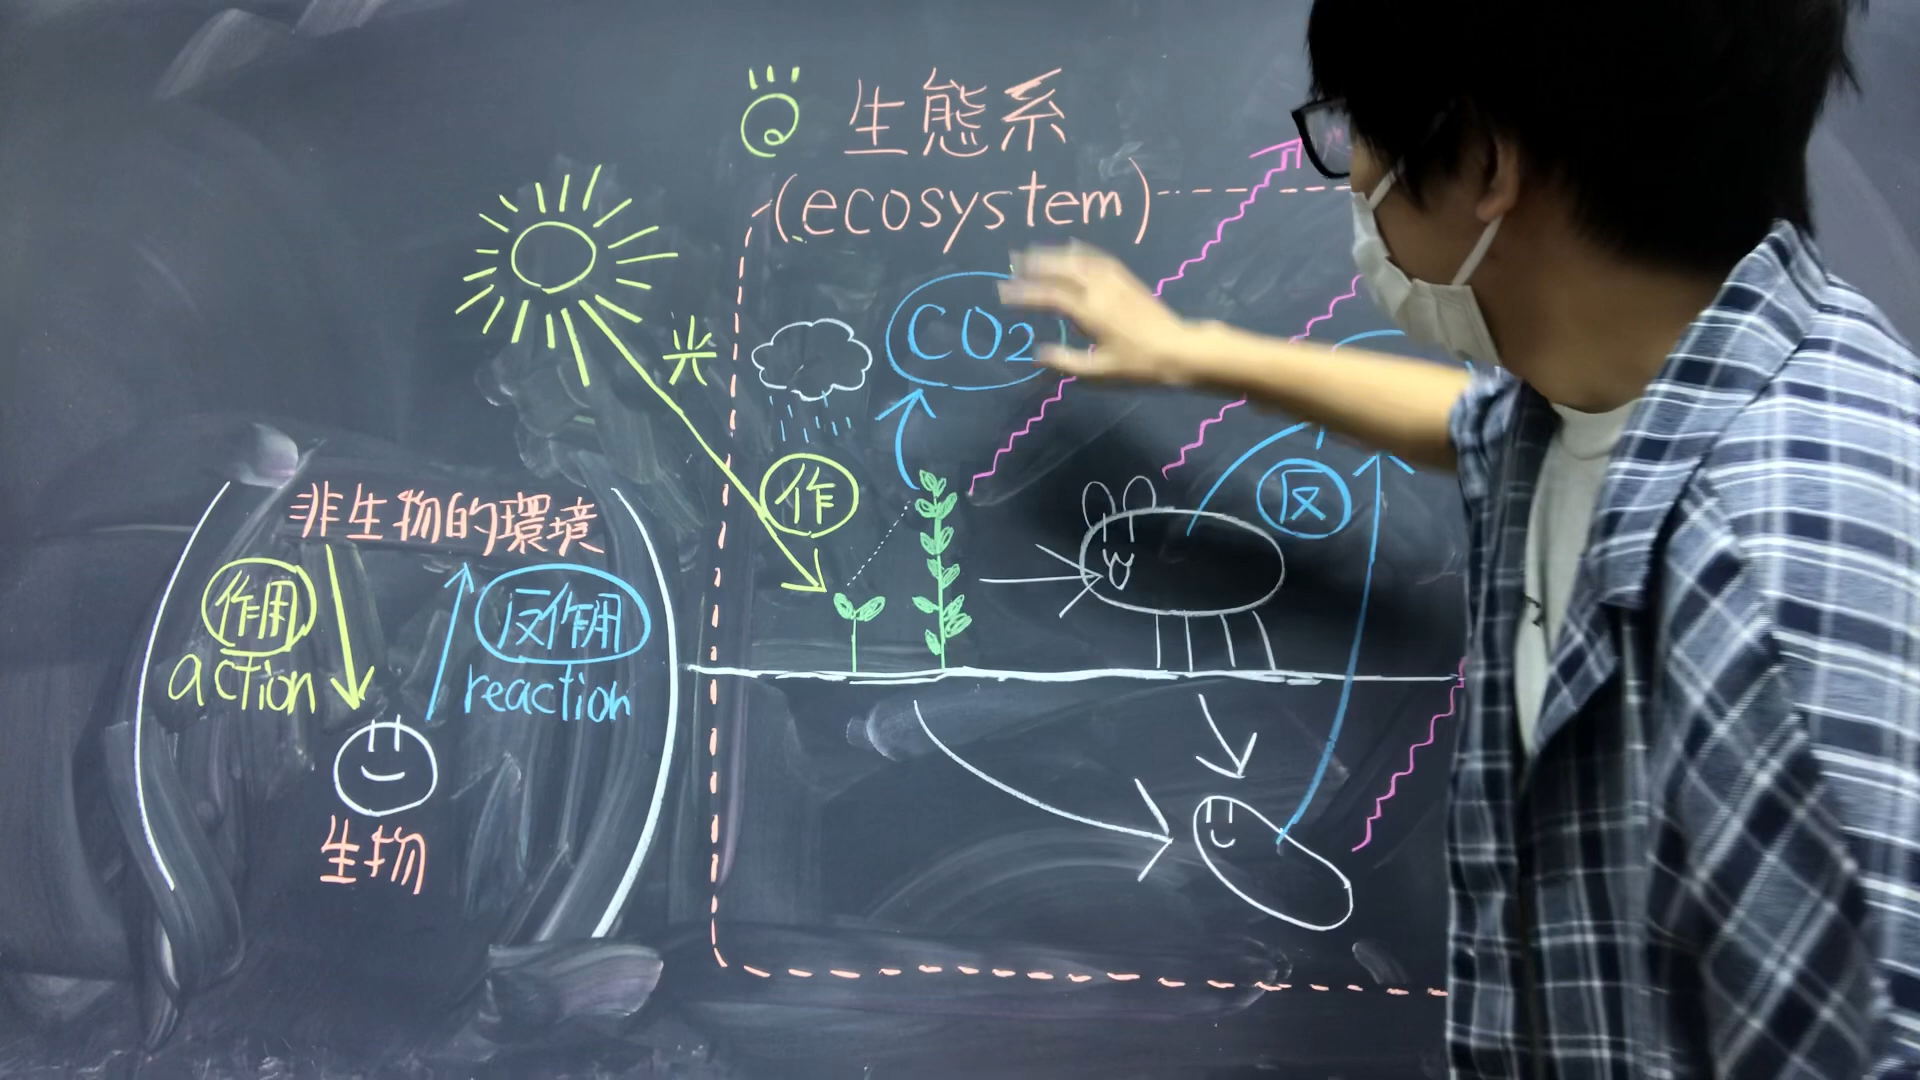 生態系
(ecosystem)
光
CO2
作
反
非生物的環境
作用
action
反作用
reaction
生物